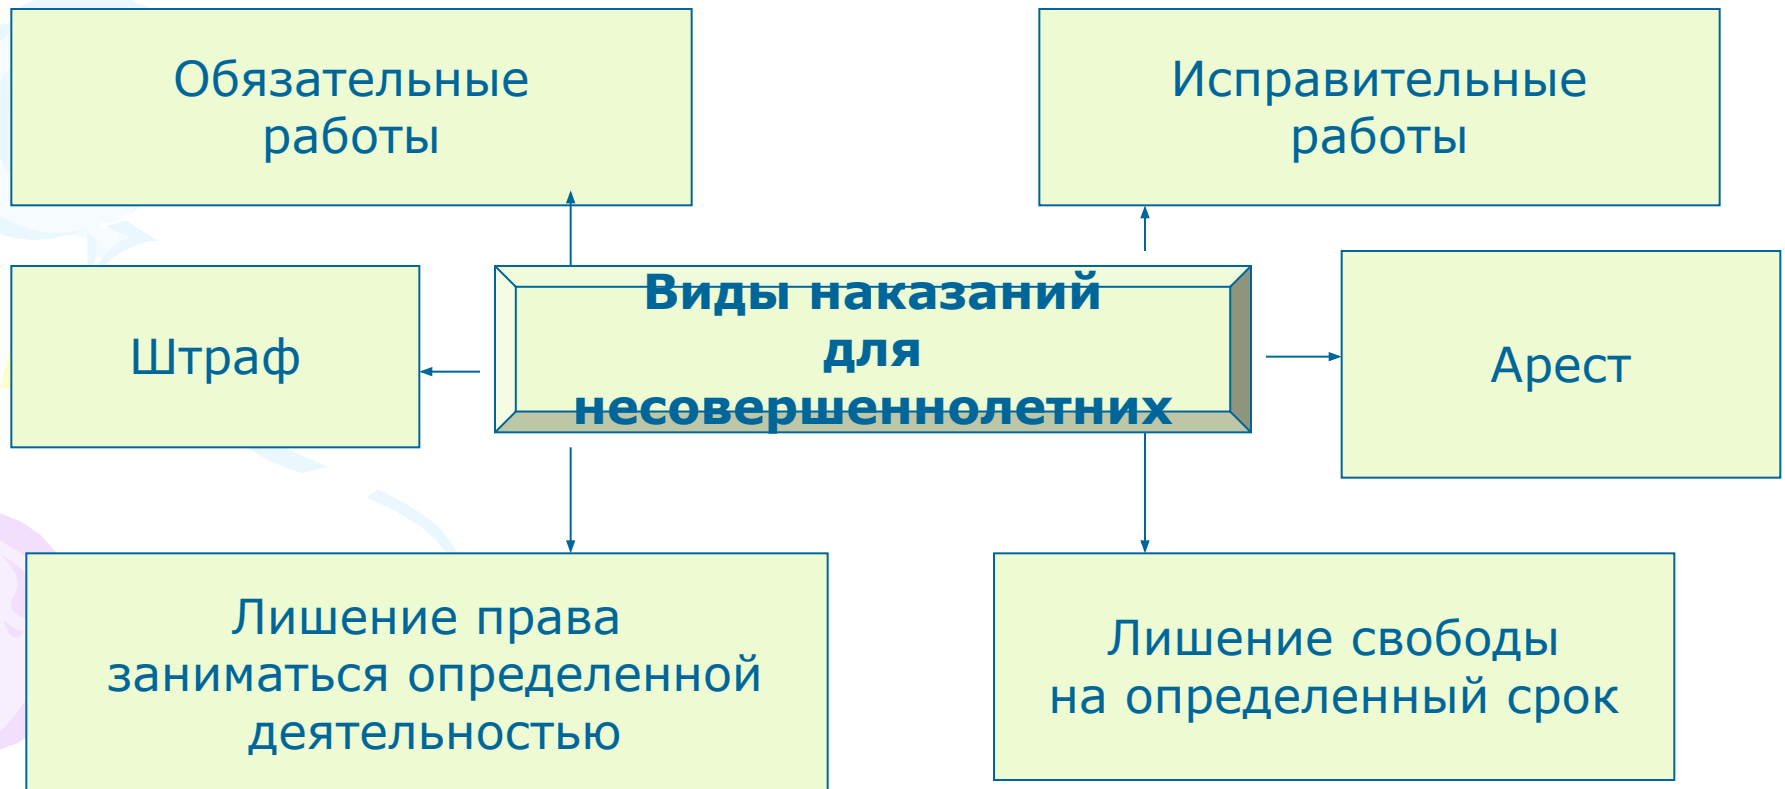 Обязательные
работы
Исправительные
работы
Штраф
Виды наказаний
для
несовершеннолетних
Арест
Лишение права
заниматься определенной
деятельностью
Лишение свободы
на определенный срок